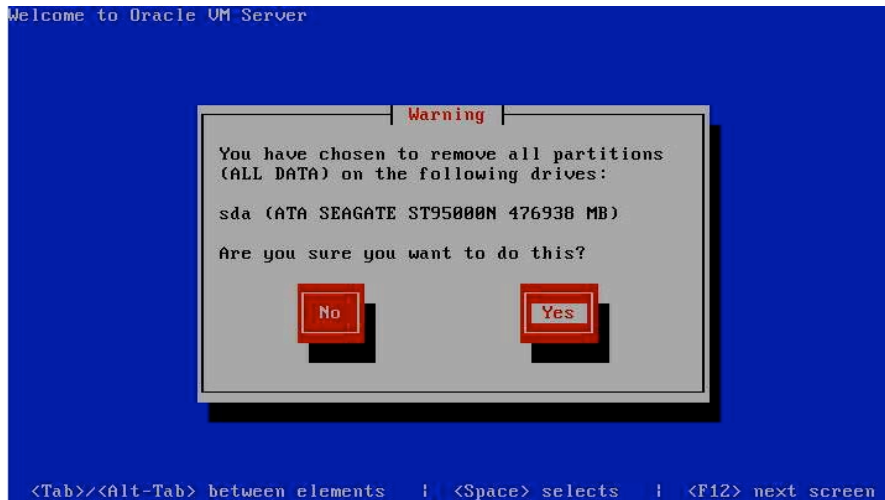 Welcome to Oracle VM Server
Warning
You have chosen to remove all partitions
(ALL DATA) on the following drives:
sda (ATA SEAGATE ST95000N 476938 MB)
Are you sure you want to do this?
No Yes
<Tab>/<Alt-Tab> between elements | <Space> selects | <F12> next screen